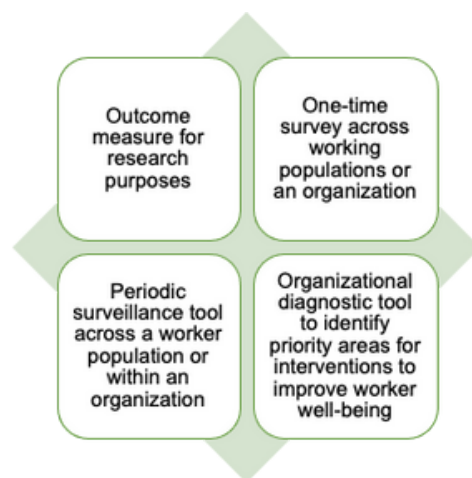 Outcome
measure for
research
purposes
One-time
survey across
working
populations or
an organization
Periodic
surveillance tool
across a worker
population or
within an
organization
Organizational
diagnostic tool
to identify
priority areas for
interventions to
improve worker
well-being